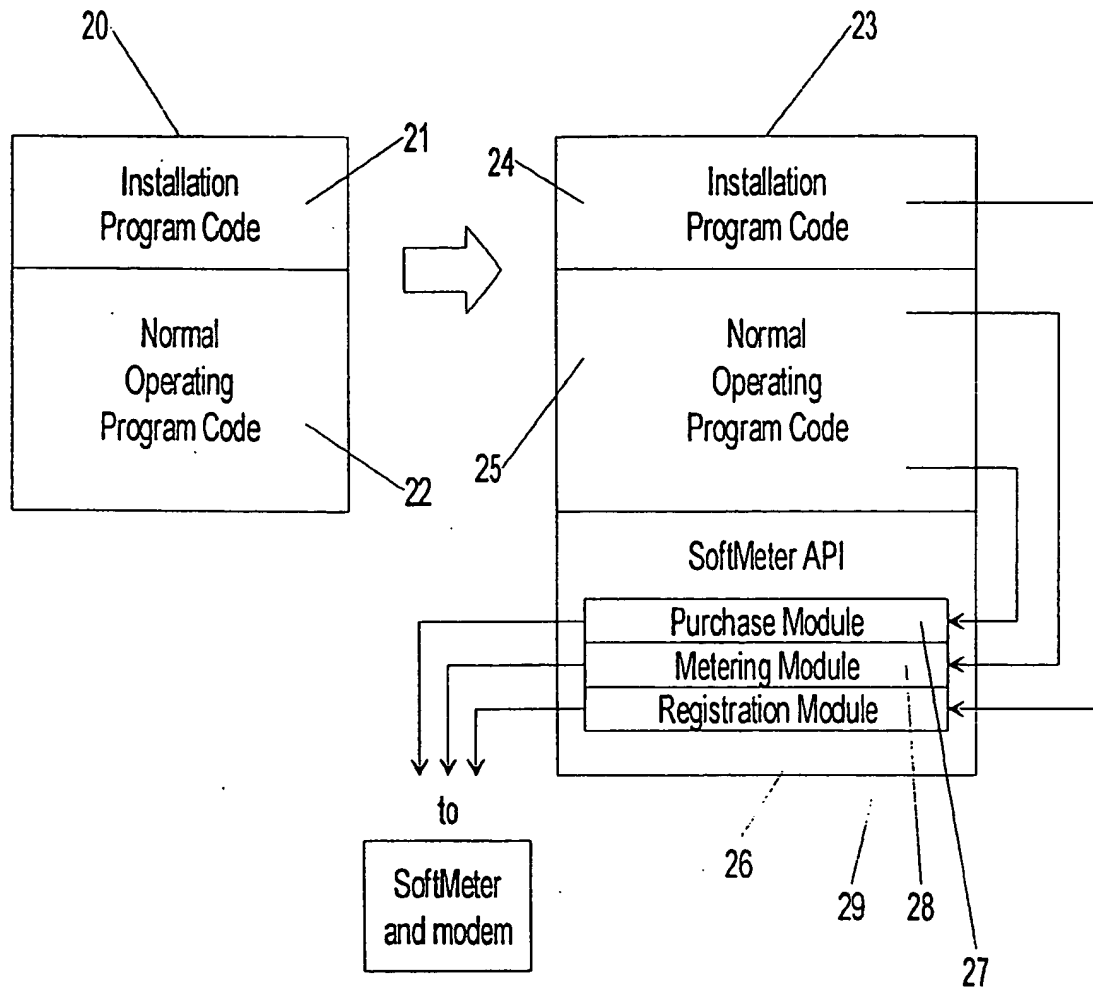 20
23
21
Installation
Program Code
24
Installation
Program Code
Normal
Operating
Program Code
22
Normal
Operating
Program Code
25
SoftMeter API
Purchase Module
Metering Module
Registration Module
to
SoftMeter
and modem
26
29
28
27